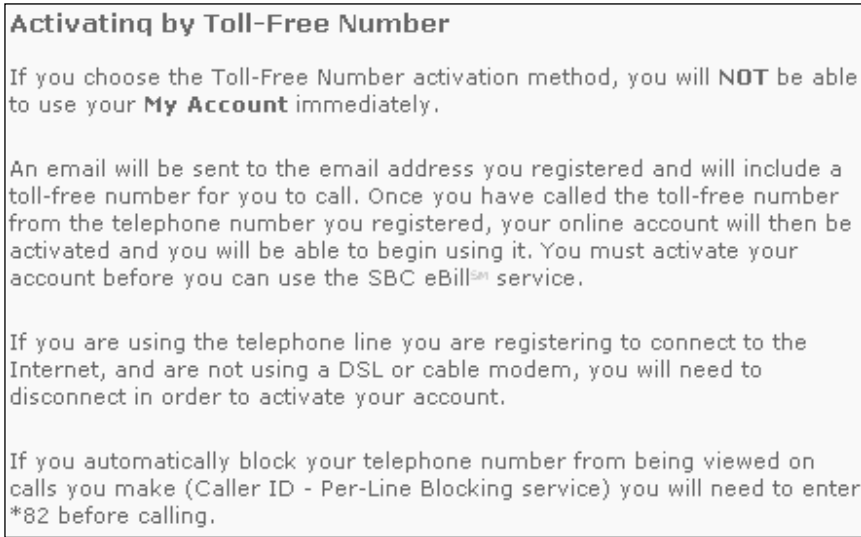 Activating by Toll-Free Number
If you choose the Toll-Free Number activation method, you will NOT be able
to use your My Account immediately.
An email will be sent to the email address you registered and will include a
toll-free number for you to call. Once you have called the toll-free number
from the telephone number you registered, your online account will then be
activated and you will be able to begin using it. You must activate your
account before you can use the SBC eBill℠ service.
If you are using the telephone line you are registering to connect to the
Internet, and are not using a DSL or cable modem, you will need to
disconnect in order to activate your account.
If you automatically block your telephone number from being viewed on
calls you make (Caller ID - Per-Line Blocking service) you will need to enter
*82 before calling.